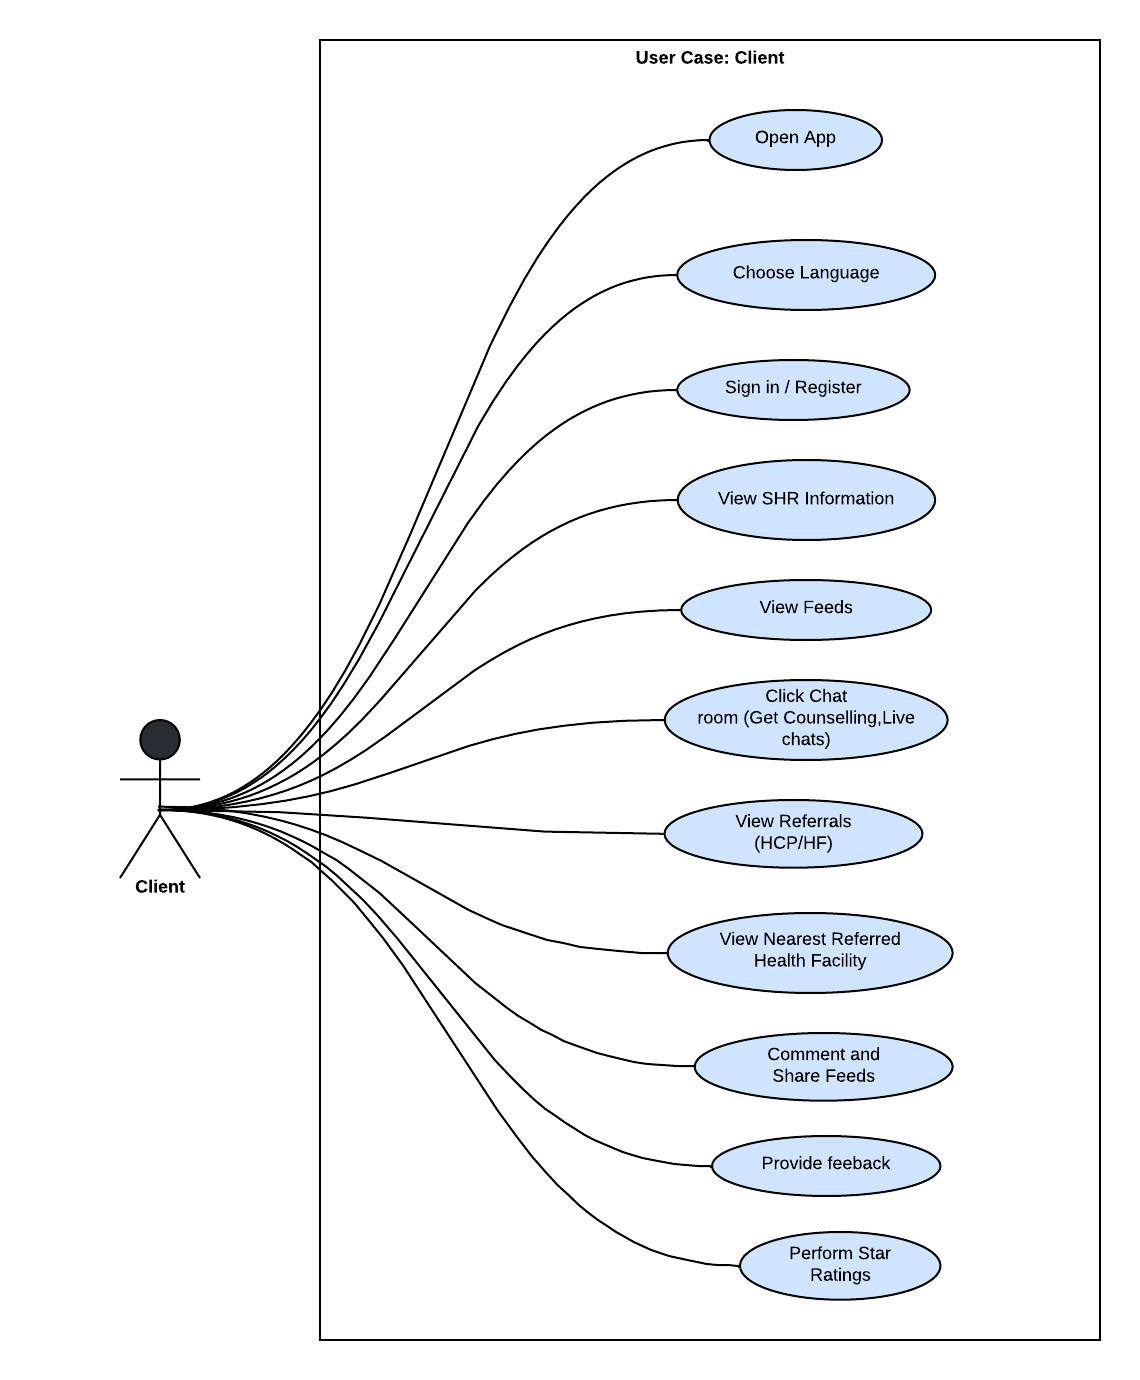 User Case: Client
Open App
Choose Language
Sign in / Register
View SHR Information
View Feeds
Click Chat
room (Get Counselling,Live
chats)
View Referrals
(HCP/HF)
Client
View Nearest Referred
Health Facility
Comment and
Share Feeds
Provide feeback
Perform Star
Ratings